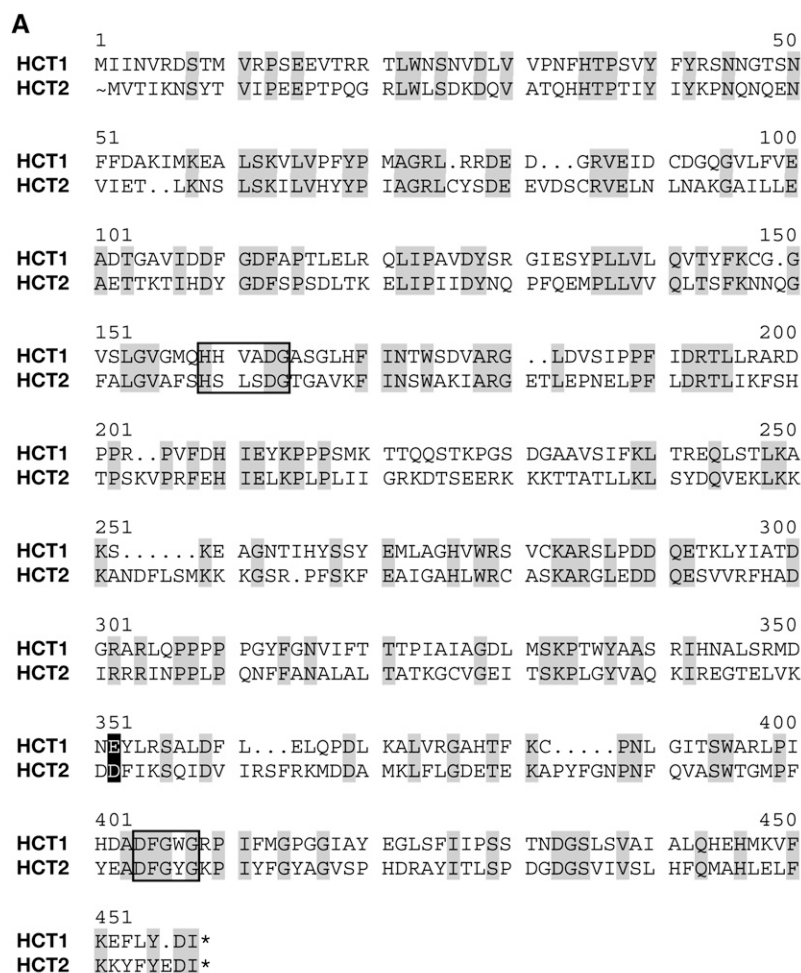 A
1 50
HCT1 MIINVRDSTM VRPSEEVTRR TLWNSNVDLV VPNFHTPSVY FYRSNNGTSN
HCT2 ~MVTIKNSYT VIPEEPTPQG RLWLSDKDQV ATQHHTPTIY IYKPNQNQEN
51 100
HCT1 FFDAKIMKEA LSKVLVPFYP MAGRL.RRDE D...GRVEID CDGQGVLFVE
HCT2 VIET..LKNS LSKILVHYYP IAGRLCYSDE EVDSCRVELN LNAKGAILLE
101 150
HCT1 ADTGAVIDDF GDFAPTLELR QLIPAVDYSR GIESYPLLVL QVTYFKCG.G
HCT2 AETTKTIHDY GDFSPSDLTK ELIPIIDYNQ PFQEMPLLVV QLTSFKNNQG
151 200
HCT1 VSLGVGMQHH VADGASGLHF INTWSDVARG ..LDVSIPPF IDRTLLRARD
HCT2 FALGVAFSHS LSDGTGAVKF INSWAKIARG ETLEPNELPF LDRTLIKFSH
201 250
HCT1 PPR..PVFDH IEYKPPPSMK TTQQSTKPGS DGAAVSIFKL TREQLSTLKA
HCT2 TPSKVPRFEH IELKPLPLII GRKDTSEERK KKTTATLLKL SYDQVEKLKK
251 300
HCT1 KS......KE AGNTIHYSSY EMLAGHVWRS VCKARSLPDD QETKLYIATD
HCT2 KANDFLSMKK KGSR.PFSKF EAIGAHLWRC ASKARGLEDD QESVVRFHAD
301 350
HCT1 GRARLQPPPP PGYFGNVIFT TTPIAIAGDL MSKPTWYAAS RIHNALSRMD
HCT2 IRRRINPPLP QNFFANALAL TATKGCVGEI TSKPLGYVAQ KIREGTELVK
351 400
HCT1 NEYLRSALDF L...ELQPDL KALVRGAHTF KC.....PNL GITSWARLPI
HCT2 DDFIKSQIDV IRSFRKMDDA MKLFLGDETE KAPYFGNPNF QVASWTGMPF
401 450
HCT1 HDADFGWGRP IFMGPGGIAY EGLSFIIPSS TNDGSLSVAI ALQHEHMKVF
HCT2 YEADFGYGKP IYFGYAGVSP HDRAYITLSP DGDGSVIVSL HFQMAHLELF
451
HCT1 KEFLY.DI*
HCT2 KKYFYEDI*